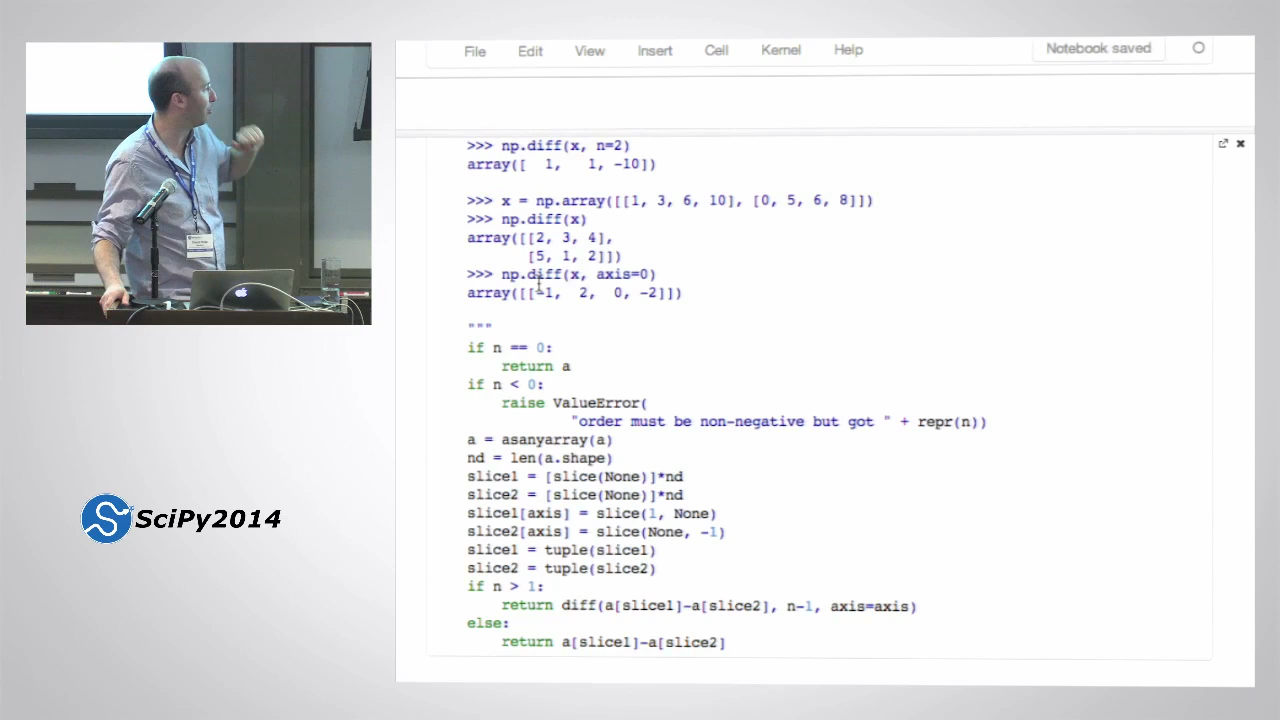 File Edit View Insert Cell Kernel Help Notebook saved
>>> np.diff(x, n=2)
array([  1,   1, -10])
>>> x = np.array([[1, 3, 6, 10], [0, 5, 6, 8]])
>>> np.diff(x)
array([[2, 3, 4],
       [5, 1, 2]])
>>> np.diff(x, axis=0)
array([[-1,  2,  0, -2]])
"""
if n == 0:
    return a
if n < 0:
    raise ValueError(
            "order must be non-negative but got " + repr(n))
a = asanyarray(a)
nd = len(a.shape)
slice1 = [slice(None)]*nd
slice2 = [slice(None)]*nd
slice1[axis] = slice(1, None)
slice2[axis] = slice(None, -1)
slice1 = tuple(slice1)
slice2 = tuple(slice2)
if n > 1:
    return diff(a[slice1]-a[slice2], n-1, axis=axis)
else:
    return a[slice1]-a[slice2]
SciPy2014